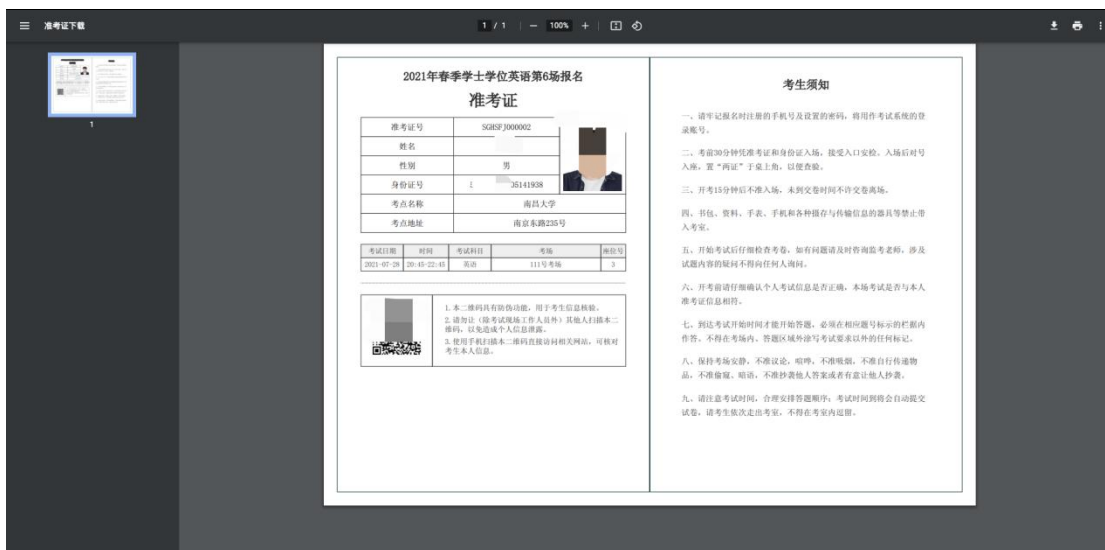 准考证下载
1 / 1
100%
1
2021年春季学士学位英语第6场报名
准考证
准考证号 SGHSFJ000002
姓名
性别 男
身份证号 1 05141938
考点名称 南昌大学
考点地址 南京东路235号
考试日期 时间 考试科目 考场 座位号
2021-07-28 20:45-22:45 英语 111号考场 3
1.本二维码具有防伪功能，用于考生信息核验。
2.请勿让（除考试现场工作人员外）其他人扫描本二
维码，以免造成个人信息泄露。
3.使用手机扫描本二维码直接访问相关网站，可核对
考生本人信息。
考生须知
一、请牢记报名时注册的手机号及设置的密码，将用作考试系统的登
录账号。
二、考前30分钟凭准考证和身份证入场，接受入口安检。入场后对号
入座，置“两证”于桌上角，以便查验。
三、开考15分钟后不准入场，未到交卷时间不许交卷离场。
四、书包、资料、手表、手机和各种摄存与传输信息的器具等禁止带
入考室。
五、开始考试后仔细检查考卷，如有问题请及时咨询监考老师，涉及
试题内容的疑问不得向任何人询问。
六、开考前请仔细确认个人考试信息是否正确，本场考试是否与本人
准考证信息相符。
七、到达考试开始时间才能开始答题，必须在相应题号标示的栏据内
作答。不得在考场内、答题区域外涂写考试要求以外的任何标记。
八、保持考场安静，不准议论，喧哗，不准吸烟，不准自行传递物
品，不准偷窥、暗语，不准抄袭他人答案或者有意让他人抄袭。
九、请注意考试时间，合理安排答题顺序；考试时间到将会自动提交
试卷，请考生依次走出考室，不得在考室内逗留。